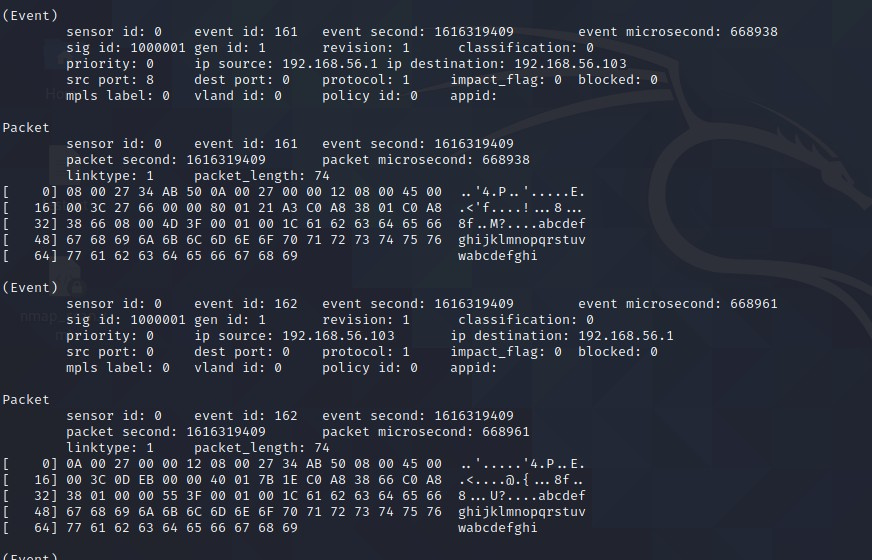 (Event)
sensor id: 0 event id: 161 event second: 1616319409 event microsecond: 668938
sig id: 1000001 gen id: 1 revision: 1 classification: 0
priority: 0 ip source: 192.168.56.1 ip destination: 192.168.56.103
src port: 8 dest port: 0 protocol: 1 impact_flag: 0 blocked: 0
mpls label: 0 vland id: 0 policy id: 0 appid:
Packet
sensor id: 0 event id: 161 event second: 1616319409
packet second: 1616319409 packet microsecond: 668938
linktype: 1 packet_length: 74
[ 0] 08 00 27 34 AB 50 0A 00 27 00 00 12 08 00 45 00 ..'4.P..'.....E.
[ 16] 00 3C 27 66 00 00 80 01 21 A3 C0 A8 38 01 C0 A8 .<'f....!...8...
[ 32] 38 66 08 00 4D 3F 00 01 00 1C 61 62 63 64 65 66 8f..M?....abcdef
[ 48] 67 68 69 6A 6B 6C 6D 6E 6F 70 71 72 73 74 75 76 ghijklmnopqrstuv
[ 64] 77 61 62 63 64 65 66 67 68 69 wabcdefghi
(Event)
sensor id: 0 event id: 162 event second: 1616319409 event microsecond: 668961
sig id: 1000001 gen id: 1 revision: 1 classification: 0
priority: 0 ip source: 192.168.56.103 ip destination: 192.168.56.1
src port: 0 dest port: 0 protocol: 1 impact_flag: 0 blocked: 0
mpls label: 0 vland id: 0 policy id: 0 appid:
Packet
sensor id: 0 event id: 162 event second: 1616319409
packet second: 1616319409 packet microsecond: 668961
linktype: 1 packet_length: 74
[ 0] 0A 00 27 00 00 12 08 00 27 34 AB 50 08 00 45 00 ..'.....'4.P..E.
[ 16] 00 3C 0D EB 00 00 40 01 7B 1E C0 A8 38 66 C0 A8 .<....@.{...8f..
[ 32] 38 01 00 00 55 3F 00 01 00 1C 61 62 63 64 65 66 8...U?....abcdef
[ 48] 67 68 69 6A 6B 6C 6D 6E 6F 70 71 72 73 74 75 76 ghijklmnopqrstuv
[ 64] 77 61 62 63 64 65 66 67 68 69 wabcdefghi
(Event)